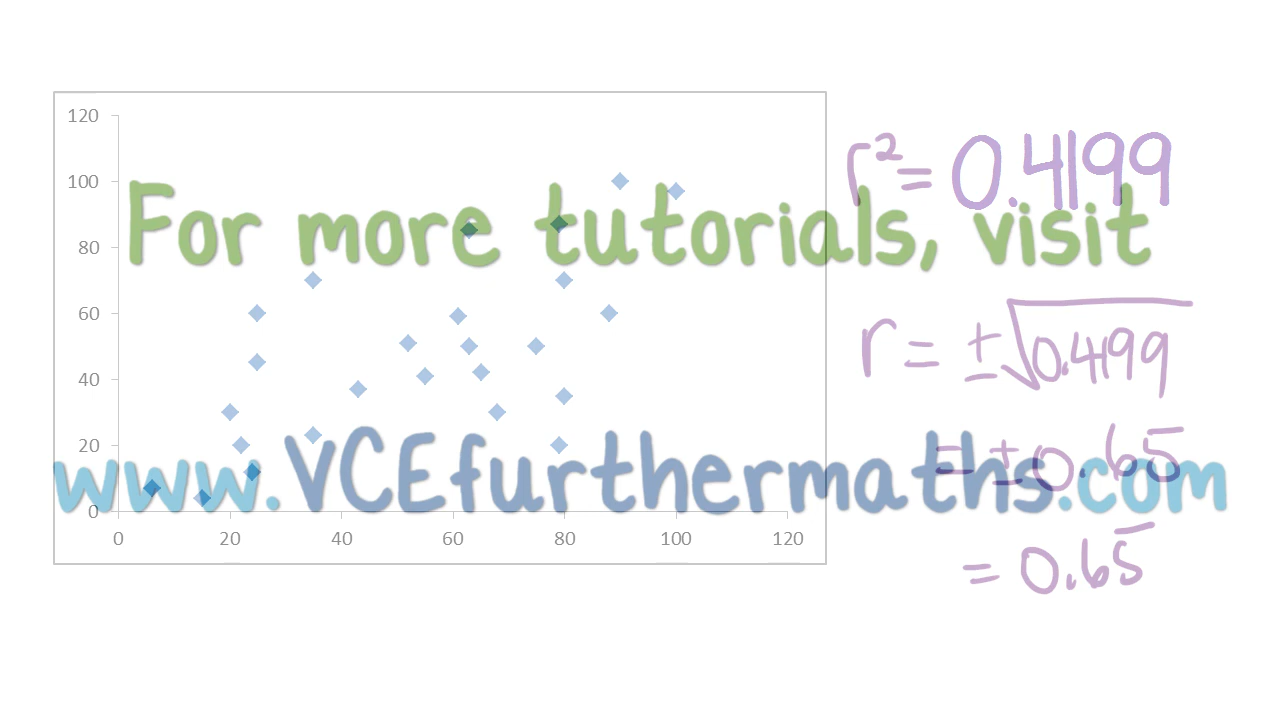 120
100
80
60
40
20
0
0 20 40 60 80 100 120
For more tutorials, visit
www.VCEfurthermaths.com
r² = 0.4199
r = ±√0.4199
= ±0.65
= 0.65